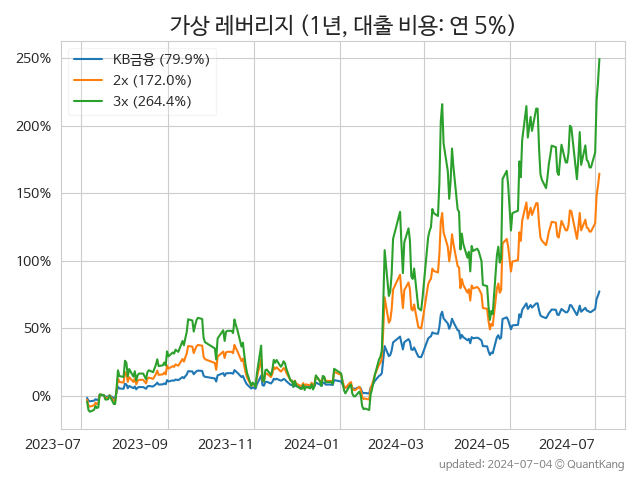 가상 레버리지 (1년, 대출 비용: 연 5%)
250%
200%
150%
100%
50%
0%
KB금융 (79.9%)
2x (172.0%)
3x (264.4%)
2023-07 2023-09 2023-11 2024-01 2024-03 2024-05 2024-07
updated: 2024-07-04 © QuantKang